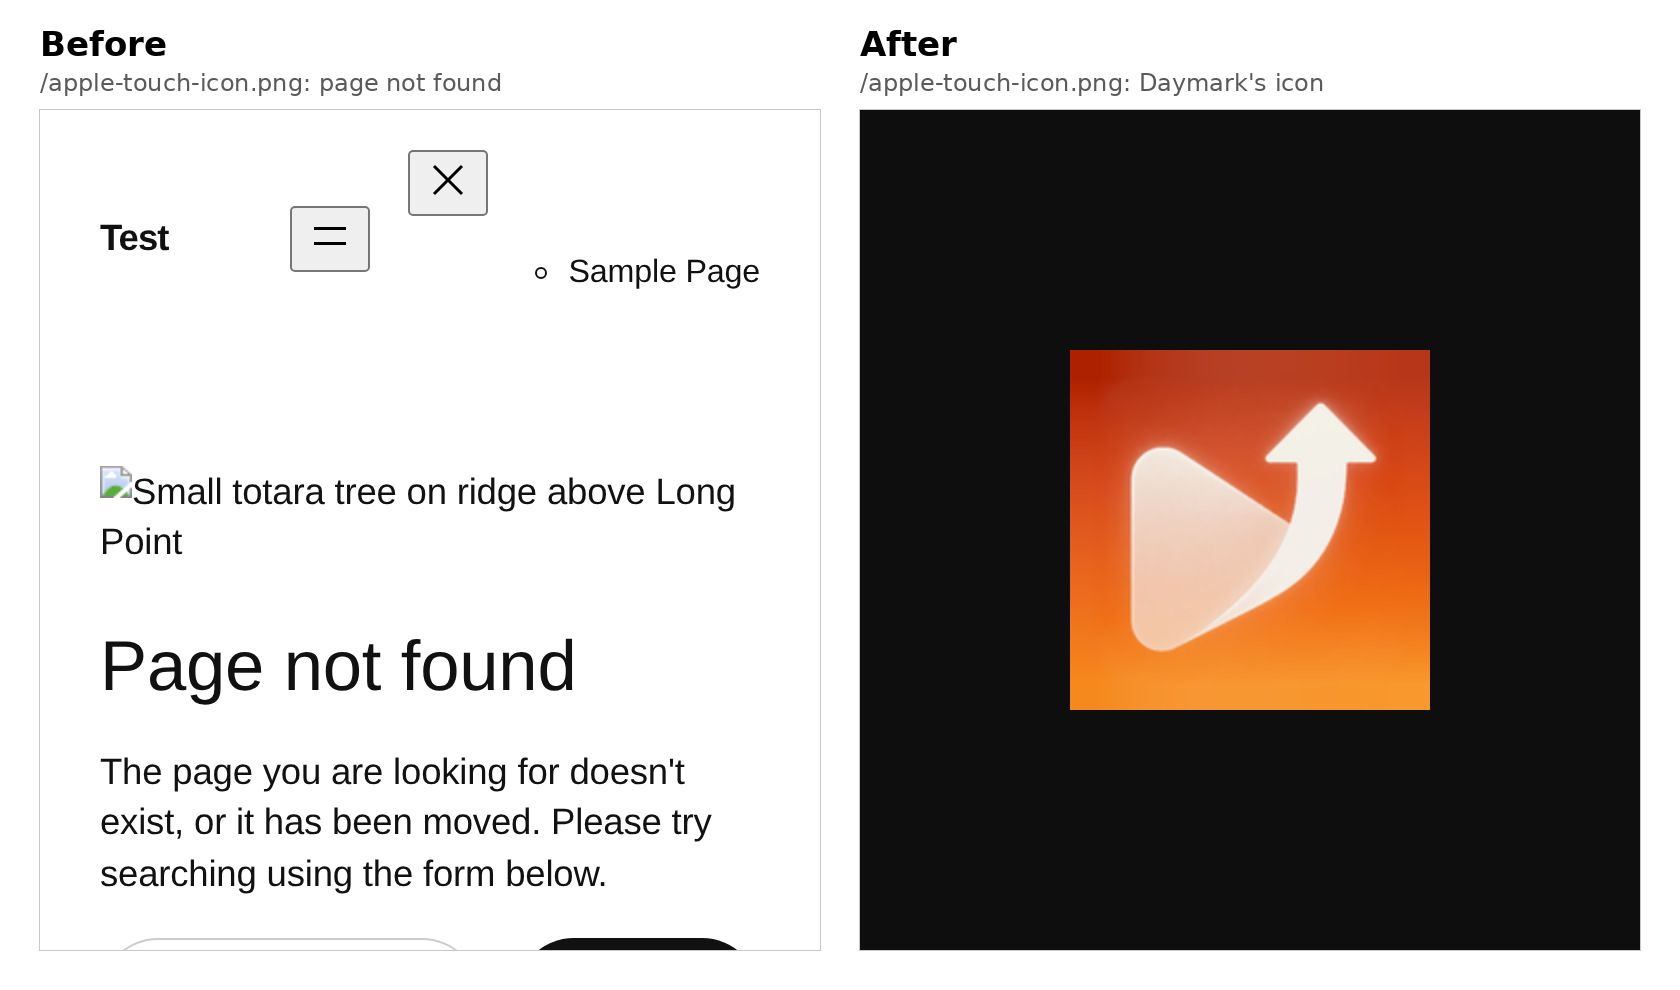 Before
/apple-touch-icon.png: page not found
Test
Sample Page
Small totara tree on ridge above Long
Point
Page not found
The page you are looking for doesn't
exist, or it has been moved. Please try
searching using the form below.
After
/apple-touch-icon.png: Daymark's icon